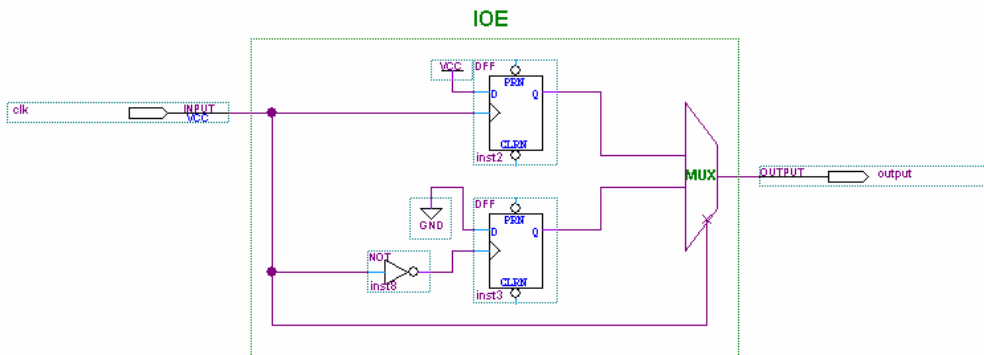 IOE
VCC
DFF
PRN
D
Q
CLRN
inst2
clk
INPUT
VCC
MUX
OUTPUT
output
DFF
PRN
D
Q
CLRN
inst3
GND
NOT
inst8